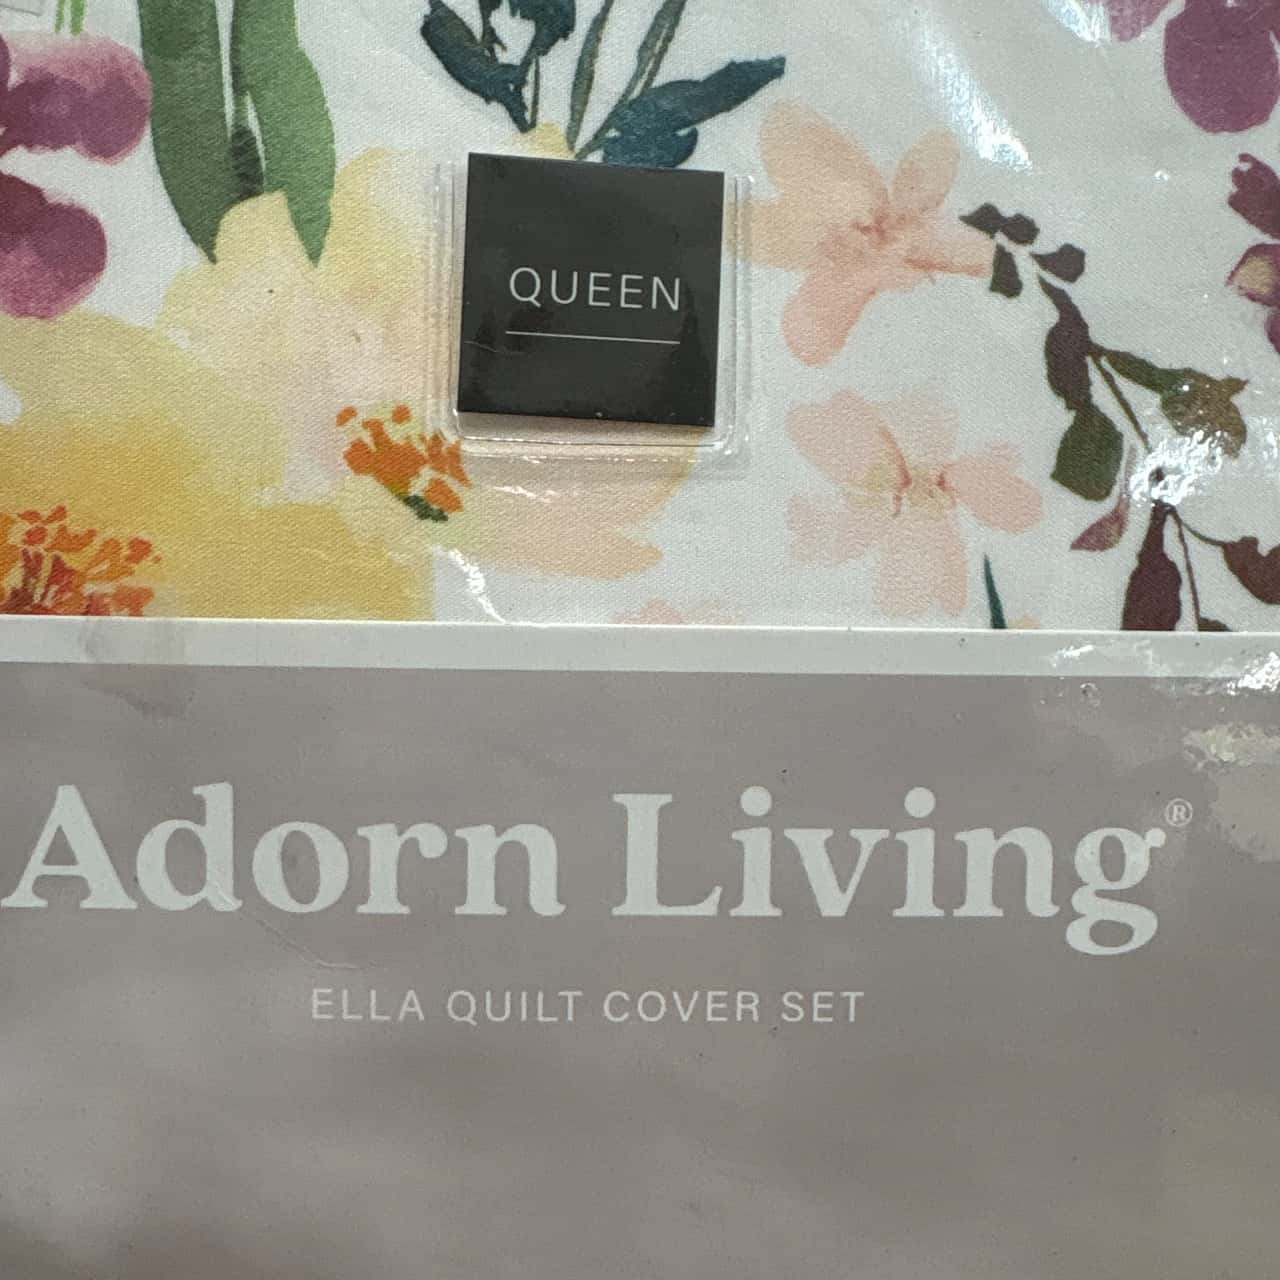 QUEEN
Adorn Living®
ELLA QUILT COVER SET